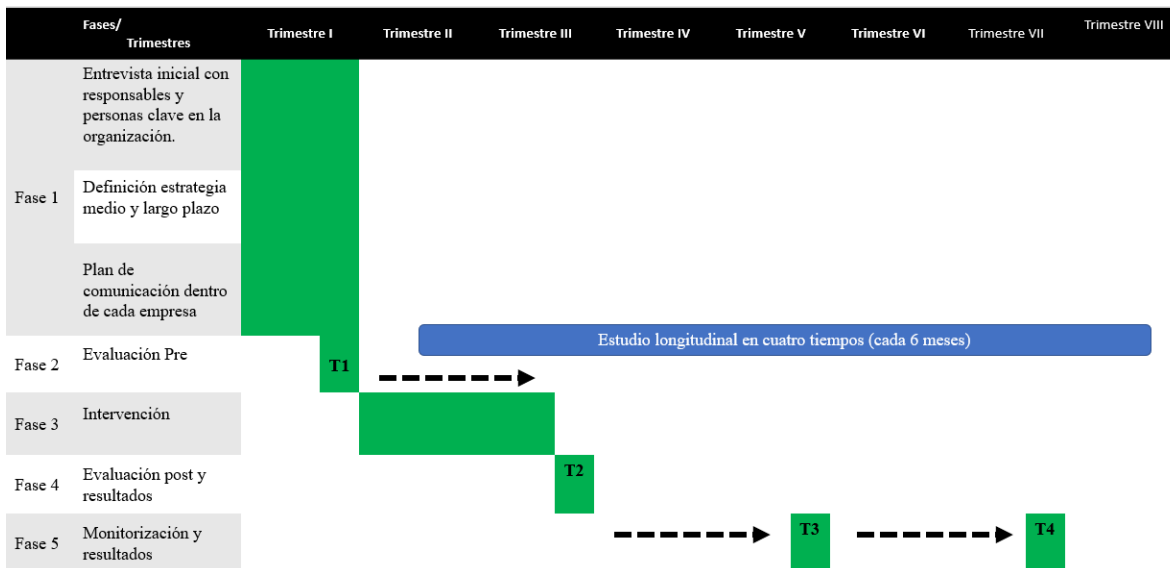 Fases/
Trimestres
Trimestre I
Trimestre II
Trimestre III
Trimestre IV
Trimestre V
Trimestre VI
Trimestre VII
Trimestre VIII
Fase 1
Entrevista inicial con
responsables y
personas clave en la
organización.
Definición estrategia
medio y largo plazo
Plan de
comunicación dentro
de cada empresa
Estudio longitudinal en cuatro tiempos (cada 6 meses)
Fase 2
Evaluación Pre
T1
Fase 3
Intervención
Fase 4
Evaluación post y
resultados
T2
Fase 5
Monitorización y
resultados
T3
T4